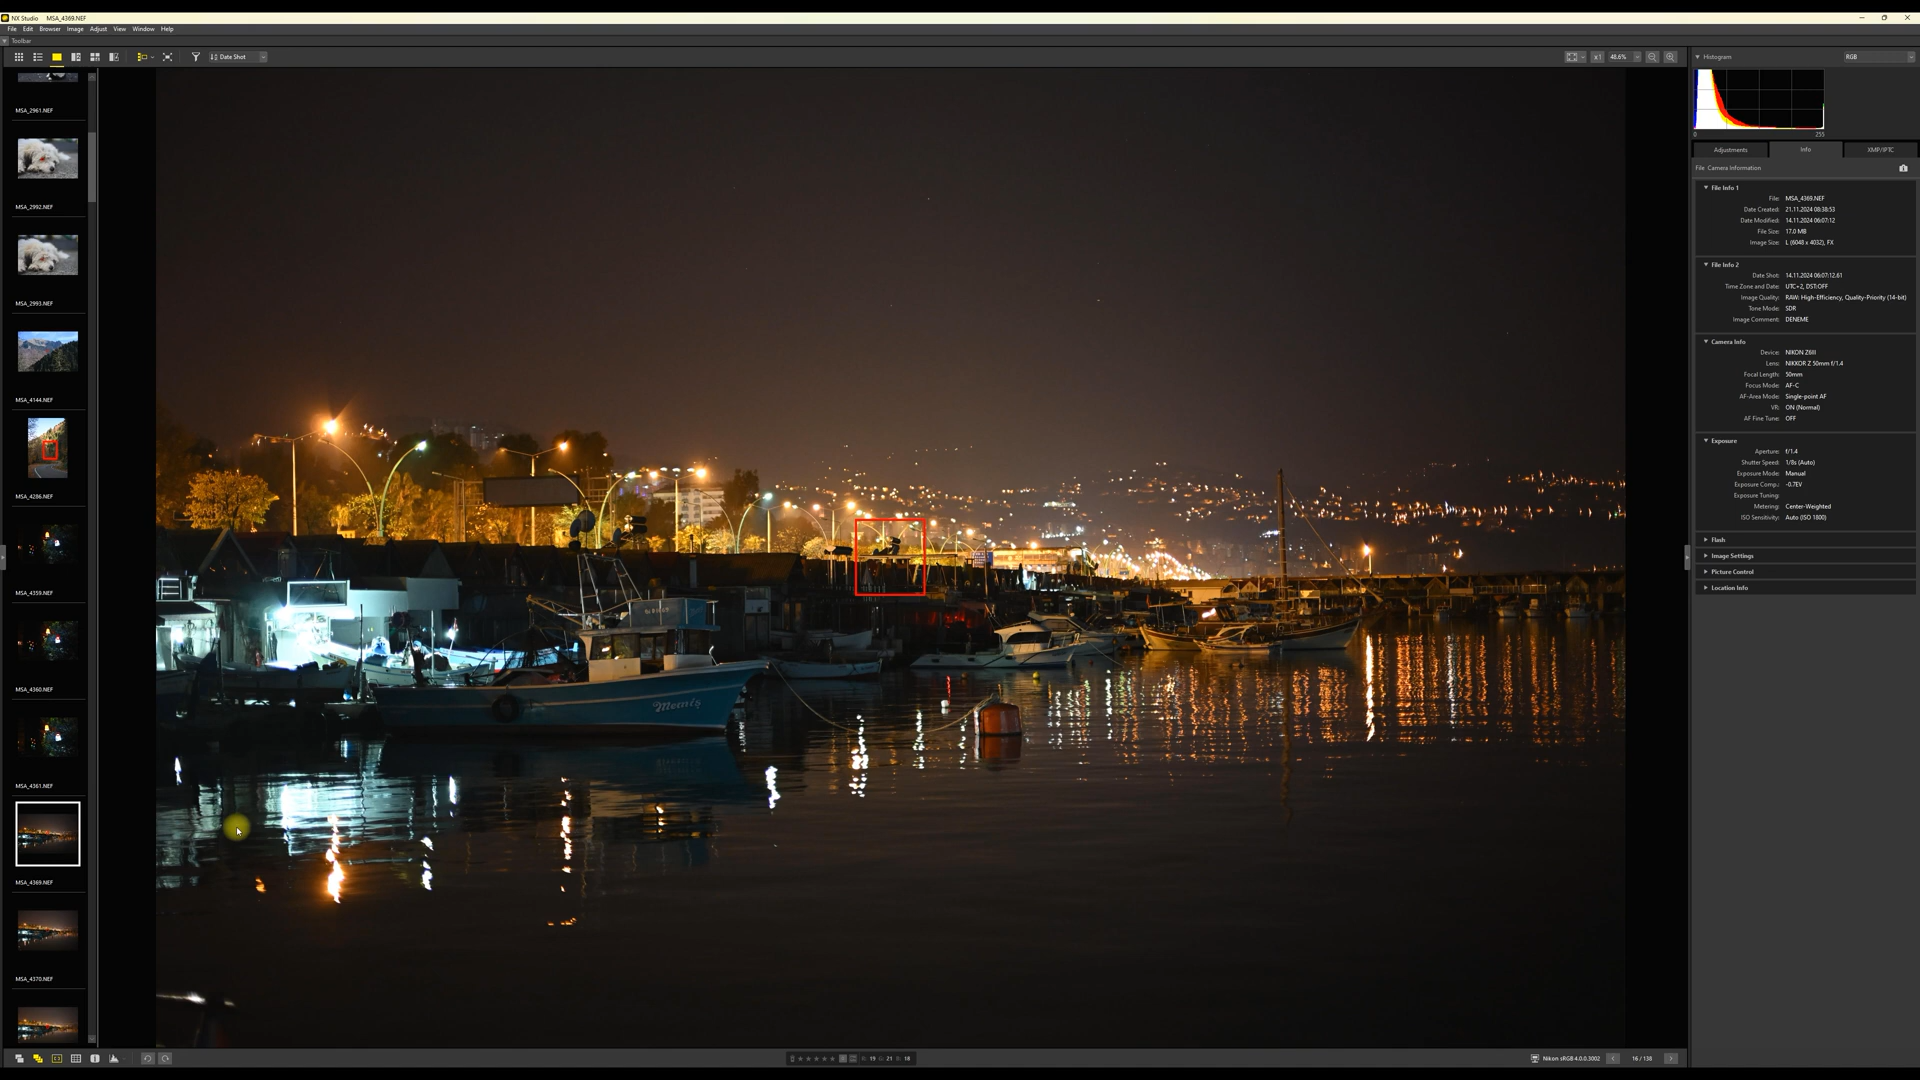 NX Studio MSA_4369.NEF
File Edit Browser Image Adjust View Window Help
Toolbar
Date Shot
x1 48.6%
MSA_2961.NEF
MSA_2992.NEF
MSA_2993.NEF
MSA_4144.NEF
MSA_4286.NEF
MSA_4359.NEF
MSA_4360.NEF
MSA_4361.NEF
MSA_4369.NEF
MSA_4370.NEF
Histogram RGB
0 255
Adjustments Info XMP/IPTC
File Camera Information
File Info 1
File: MSA_4369.NEF
Date Created: 21.11.2024 08:38:53
Date Modified: 14.11.2024 06:07:12
File Size: 17.0 MB
Image Size: L (6048 x 4032), FX
File Info 2
Date Shot: 14.11.2024 06:07:12.61
Time Zone and Date: UTC+2, DST:OFF
Image Quality: RAW: High-Efficiency, Quality-Priority (14-bit)
Tone Mode: SDR
Image Comment: DENEME
Camera Info
Device: NIKON Z6III
Lens: NIKKOR Z 50mm f/1.4
Focal Length: 50mm
Focus Mode: AF-C
AF-Area Mode: Single-point AF
VR: ON (Normal)
AF Fine Tune: OFF
Exposure
Aperture: f/1.4
Shutter Speed: 1/8s (Auto)
Exposure Mode: Manual
Exposure Comp.: -0.7EV
Exposure Tuning:
Metering: Center-Weighted
ISO Sensitivity: Auto (ISO 1800)
Flash
Image Settings
Picture Control
Location Info
R: 19 G: 21 B: 18
Nikon sRGB 4.0.0.3002 16 / 138